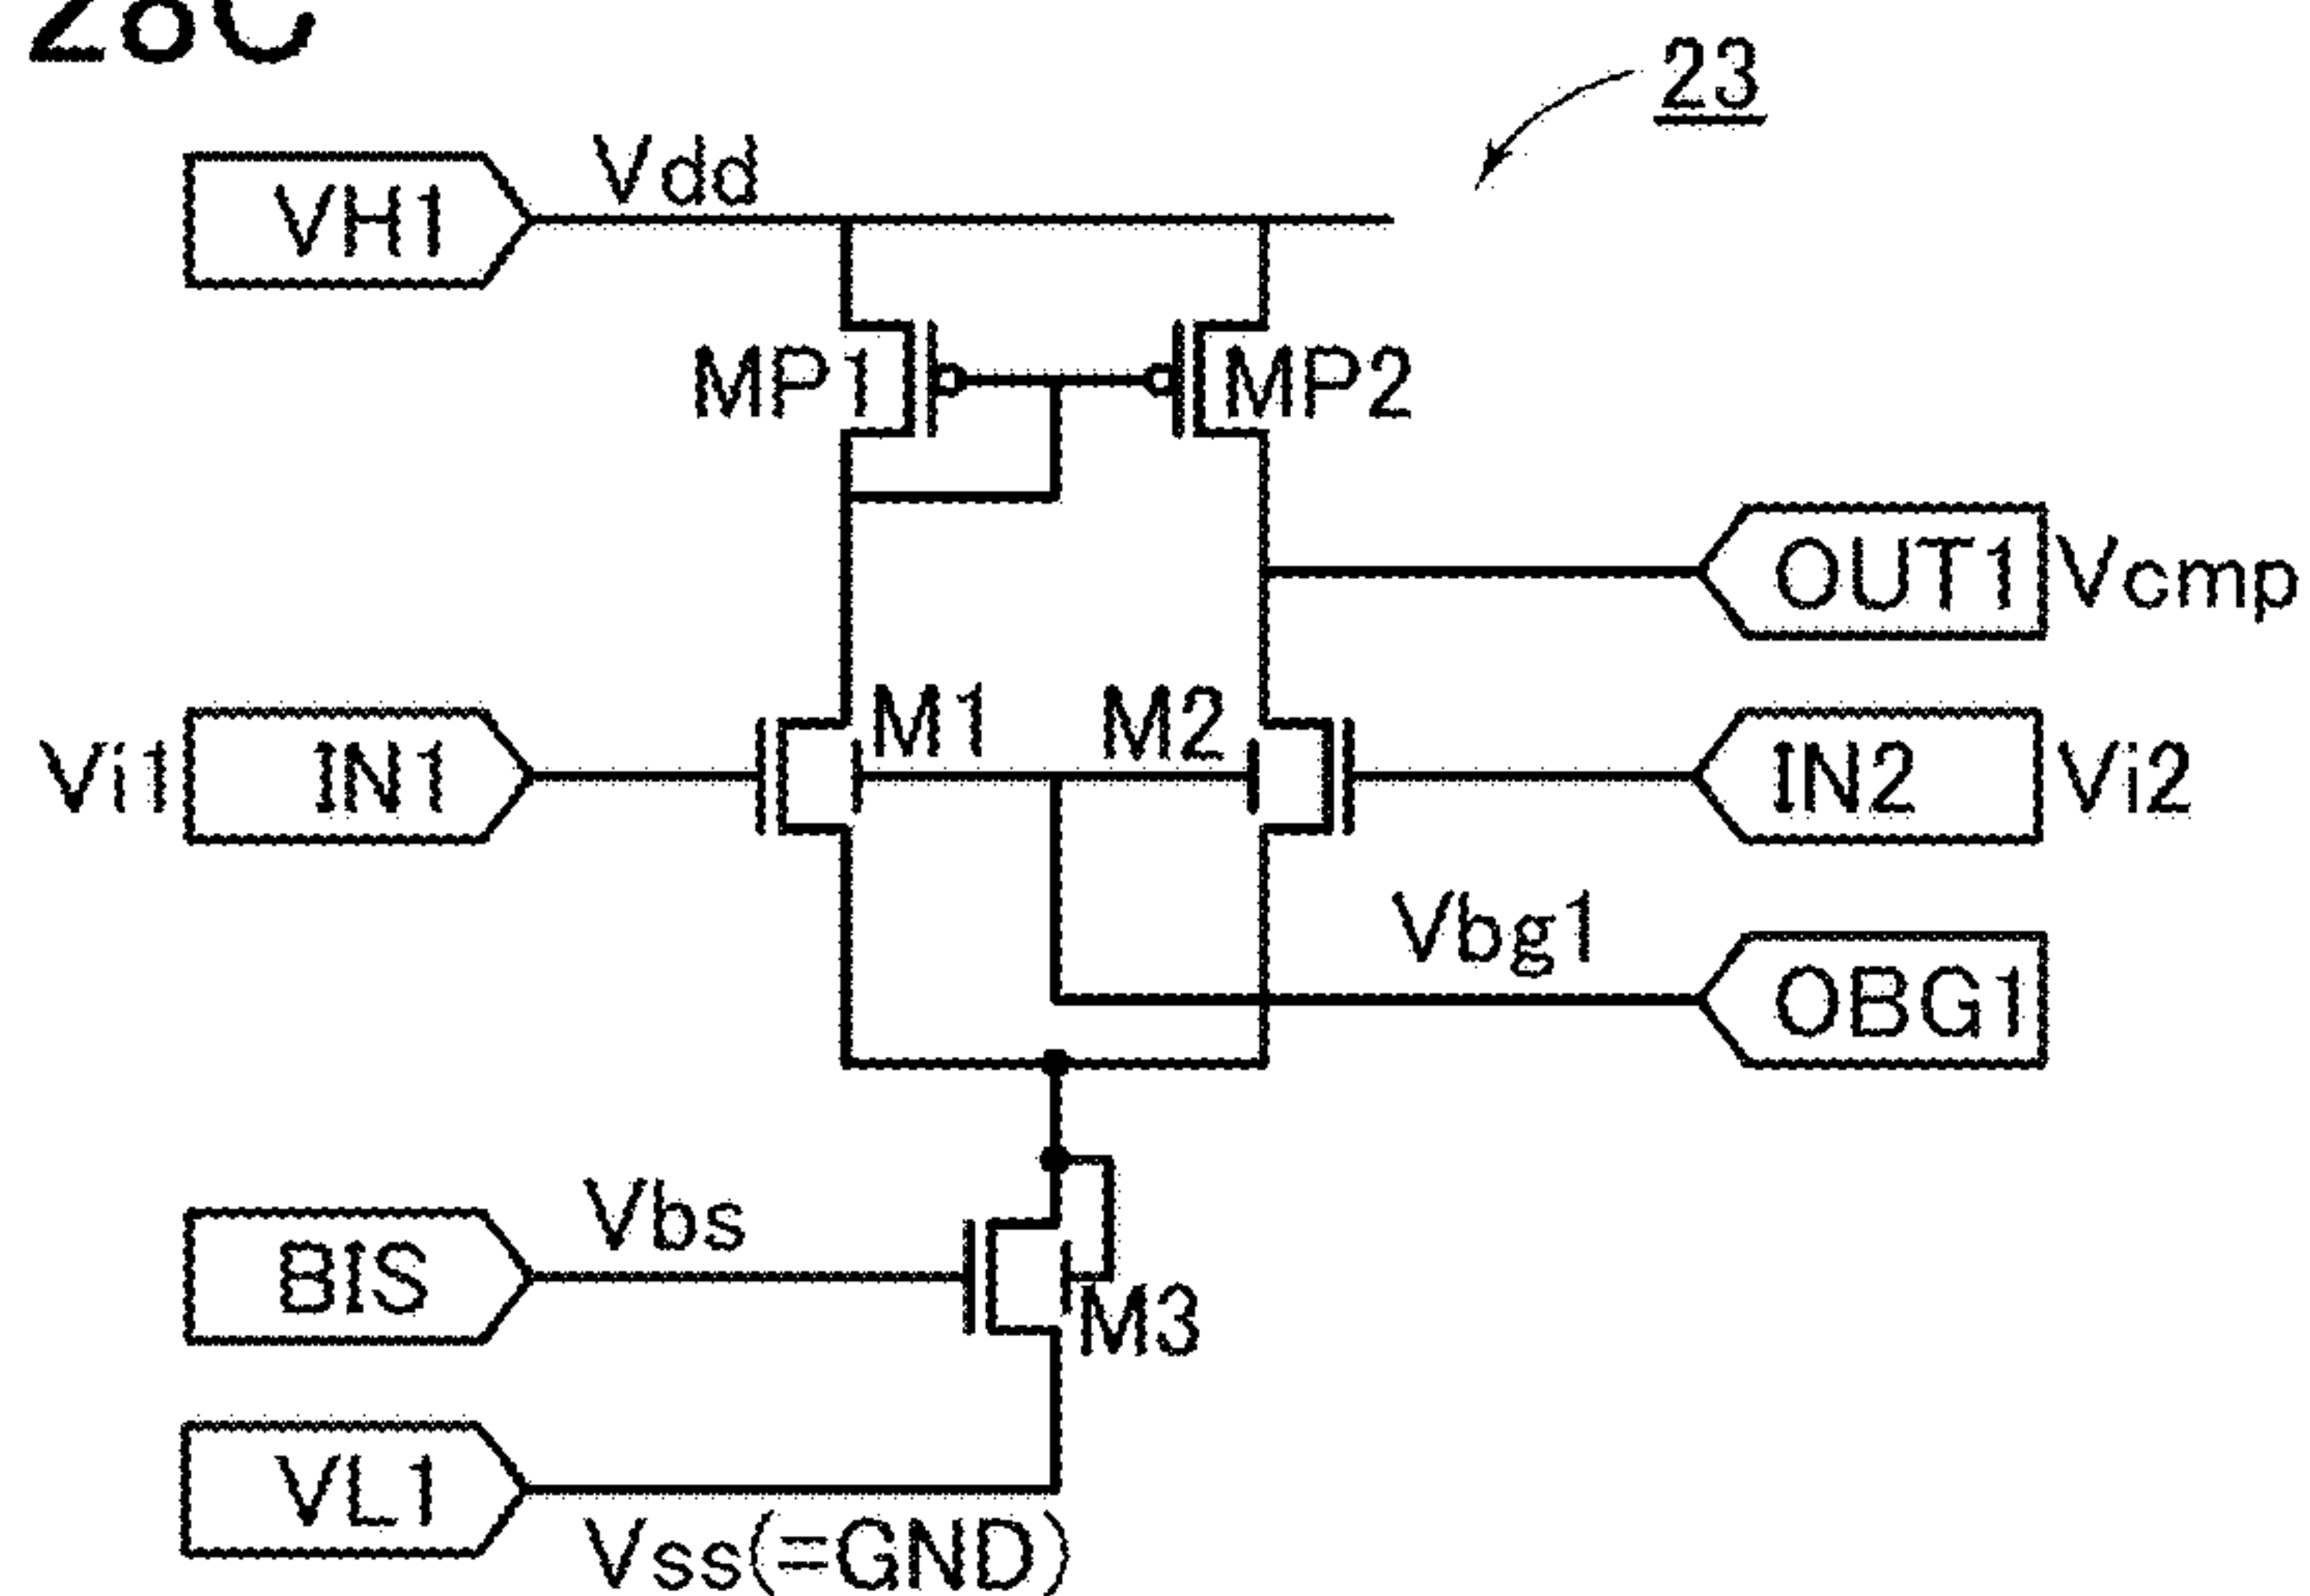 28C
23
VH1 Vdd
MP1 MP2
OUT1 Vcmp
M1 M2
Vi1 IN1 IN2 Vi2
Vbg1
OBG1
Vbs
BIS
M3
VL1
Vss(=GND)